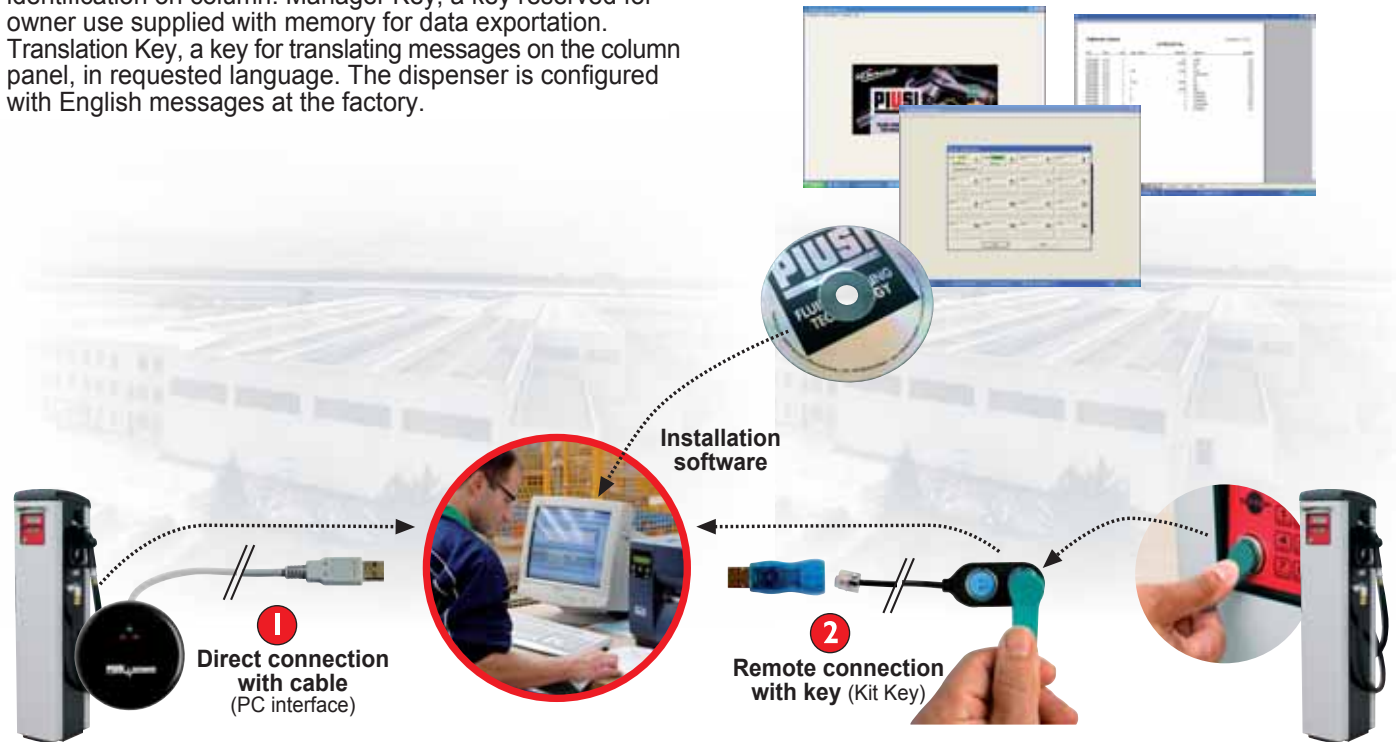 identification on column. Manager Key, a key reserved for
owner use supplied with memory for data exportation.
Translation Key, a key for translating messages on the column
panel, in requested language. The dispenser is configured
with English messages at the factory.
PIUSI
PIUSI
FLUID
TECHNOLOGY
Installation
software
1
Direct connection
with cable
(PC interface)
2
Remote connection
with key (Kit Key)